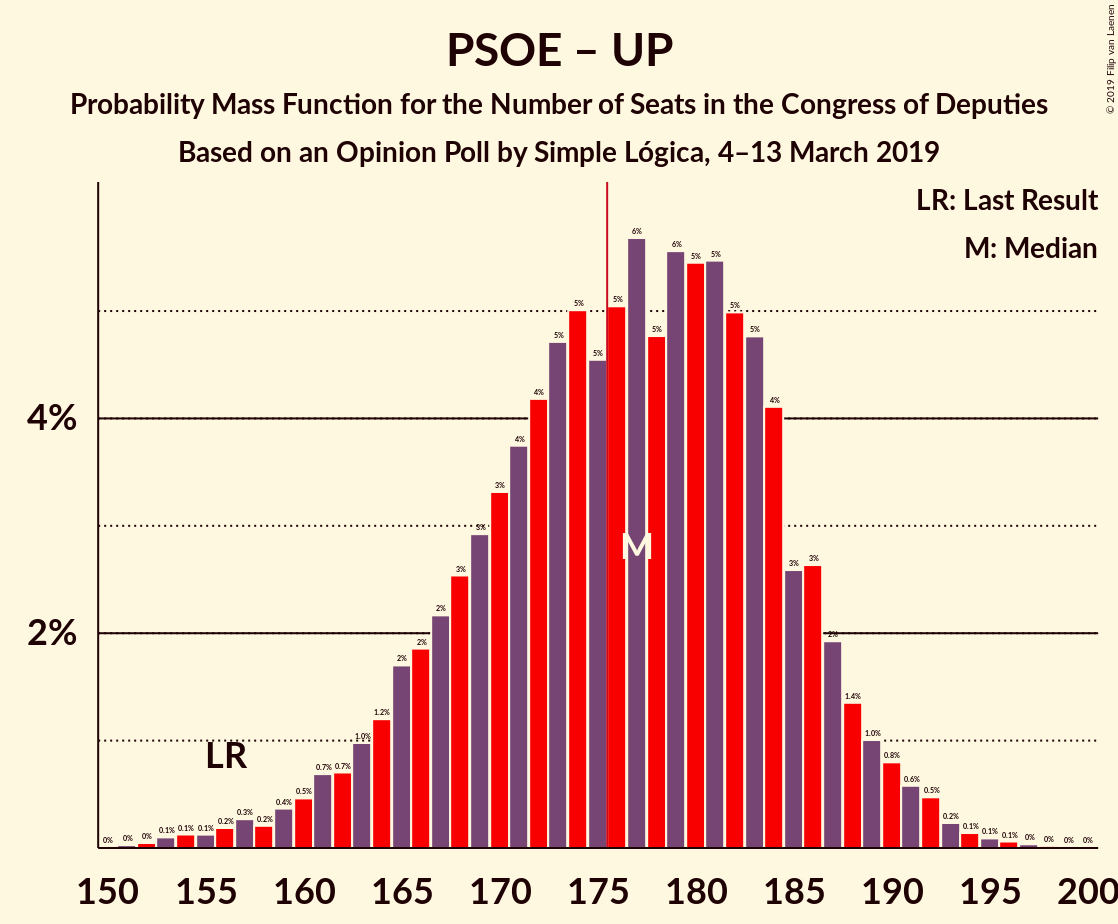 PSOE – UP
Probability Mass Function for the Number of Seats in the Congress of Deputies
Based on an Opinion Poll by Simple Lógica, 4–13 March 2019
© 2019 Filip van Laenen
LR: Last Result
M: Median
4%
2%
0% 0% 0% 0.1% 0.1% 0.1% 0.2% 0.3% 0.2% 0.4% 0.5% 0.7% 0.7% 1.0% 1.2% 2% 2% 2% 3% 3% 3% 4% 4% 5% 5% 5% 5% 6% 5% 6% 5% 5% 5% 5% 4% 3% 3% 2% 1.4% 1.0% 0.8% 0.6% 0.5% 0.2% 0.1% 0.1% 0.1% 0% 0% 0% 0%
M
LR
150 155 160 165 170 175 180 185 190 195 200